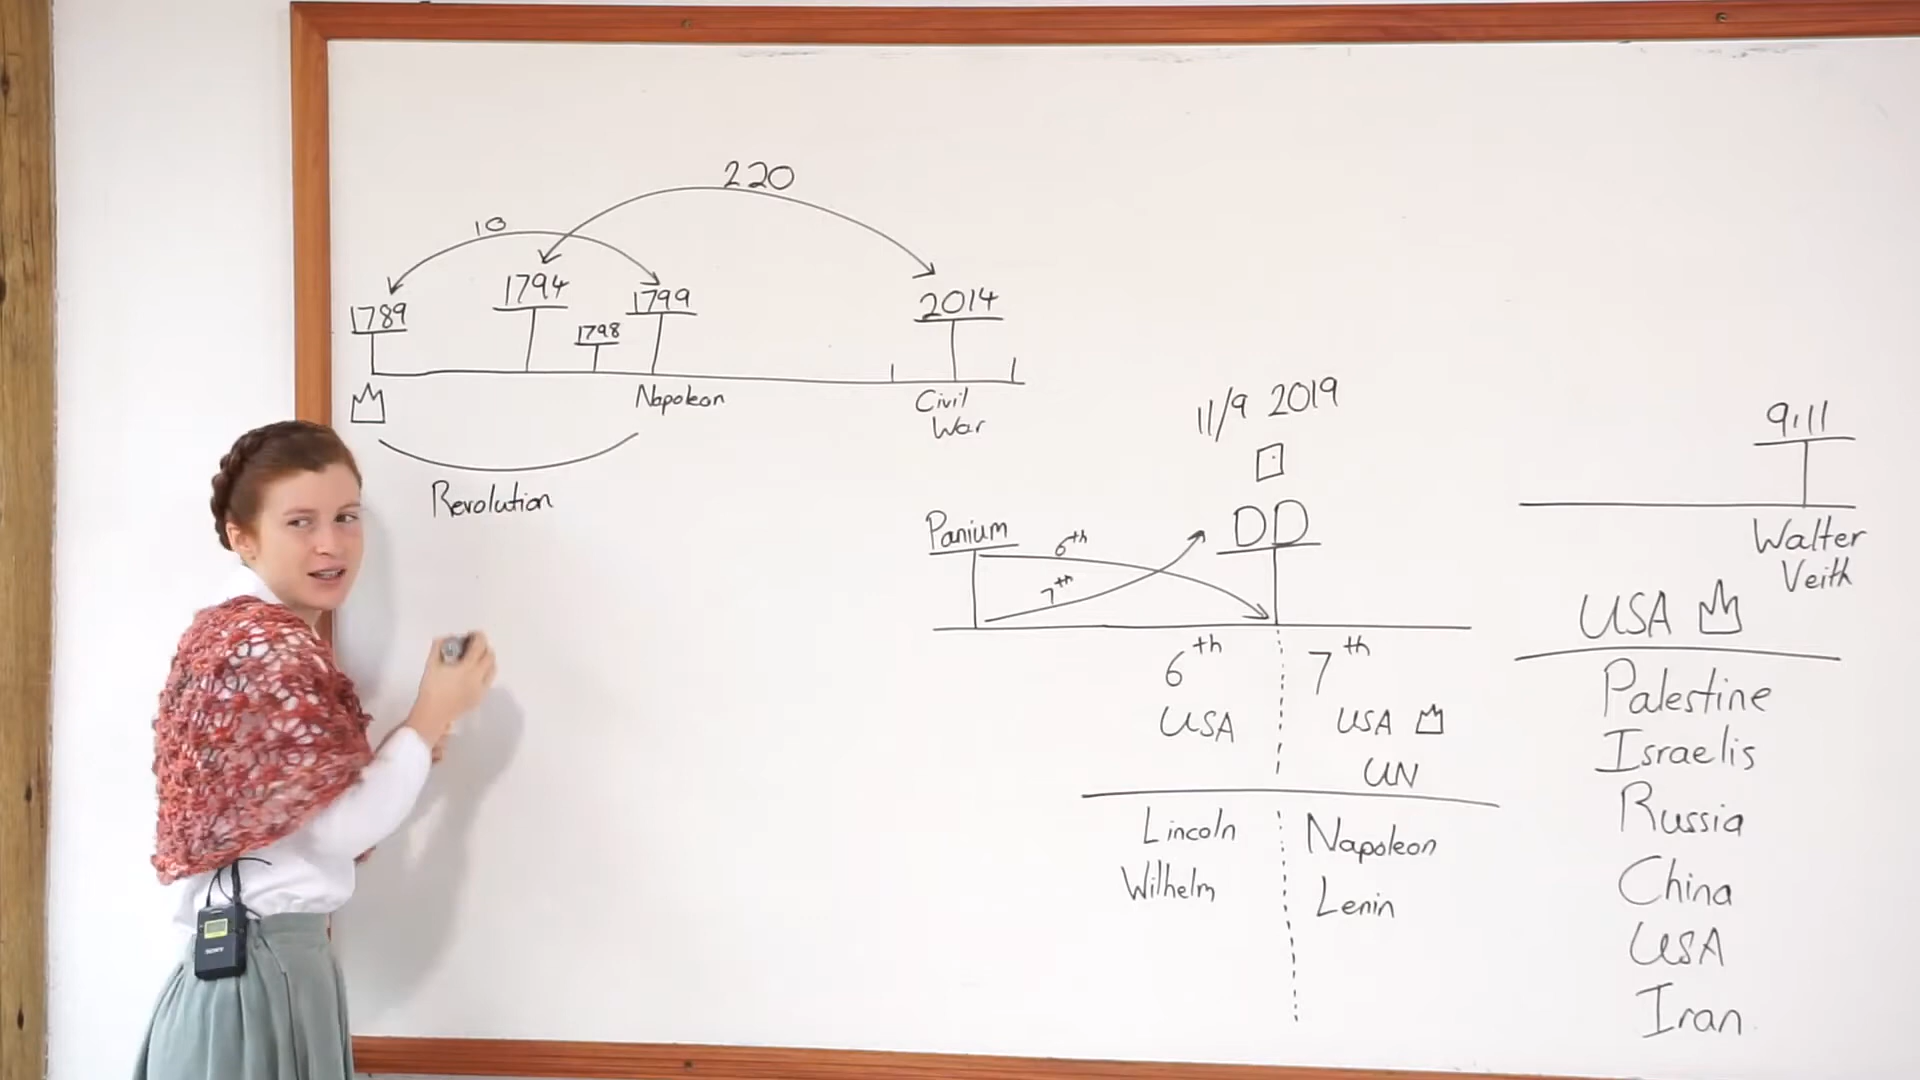 220
10
1789
1794
1798
1799
2014
Napoleon
Civil
War
Revolution
11/9 2019
Panium
6th
7th
DD
6th
7th
USA
USA
UN
Lincoln
Napoleon
Wilhelm
Lenin
9.11
Walter
Veith
USA
Palestine
Israelis
Russia
China
USA
Iran
SONY